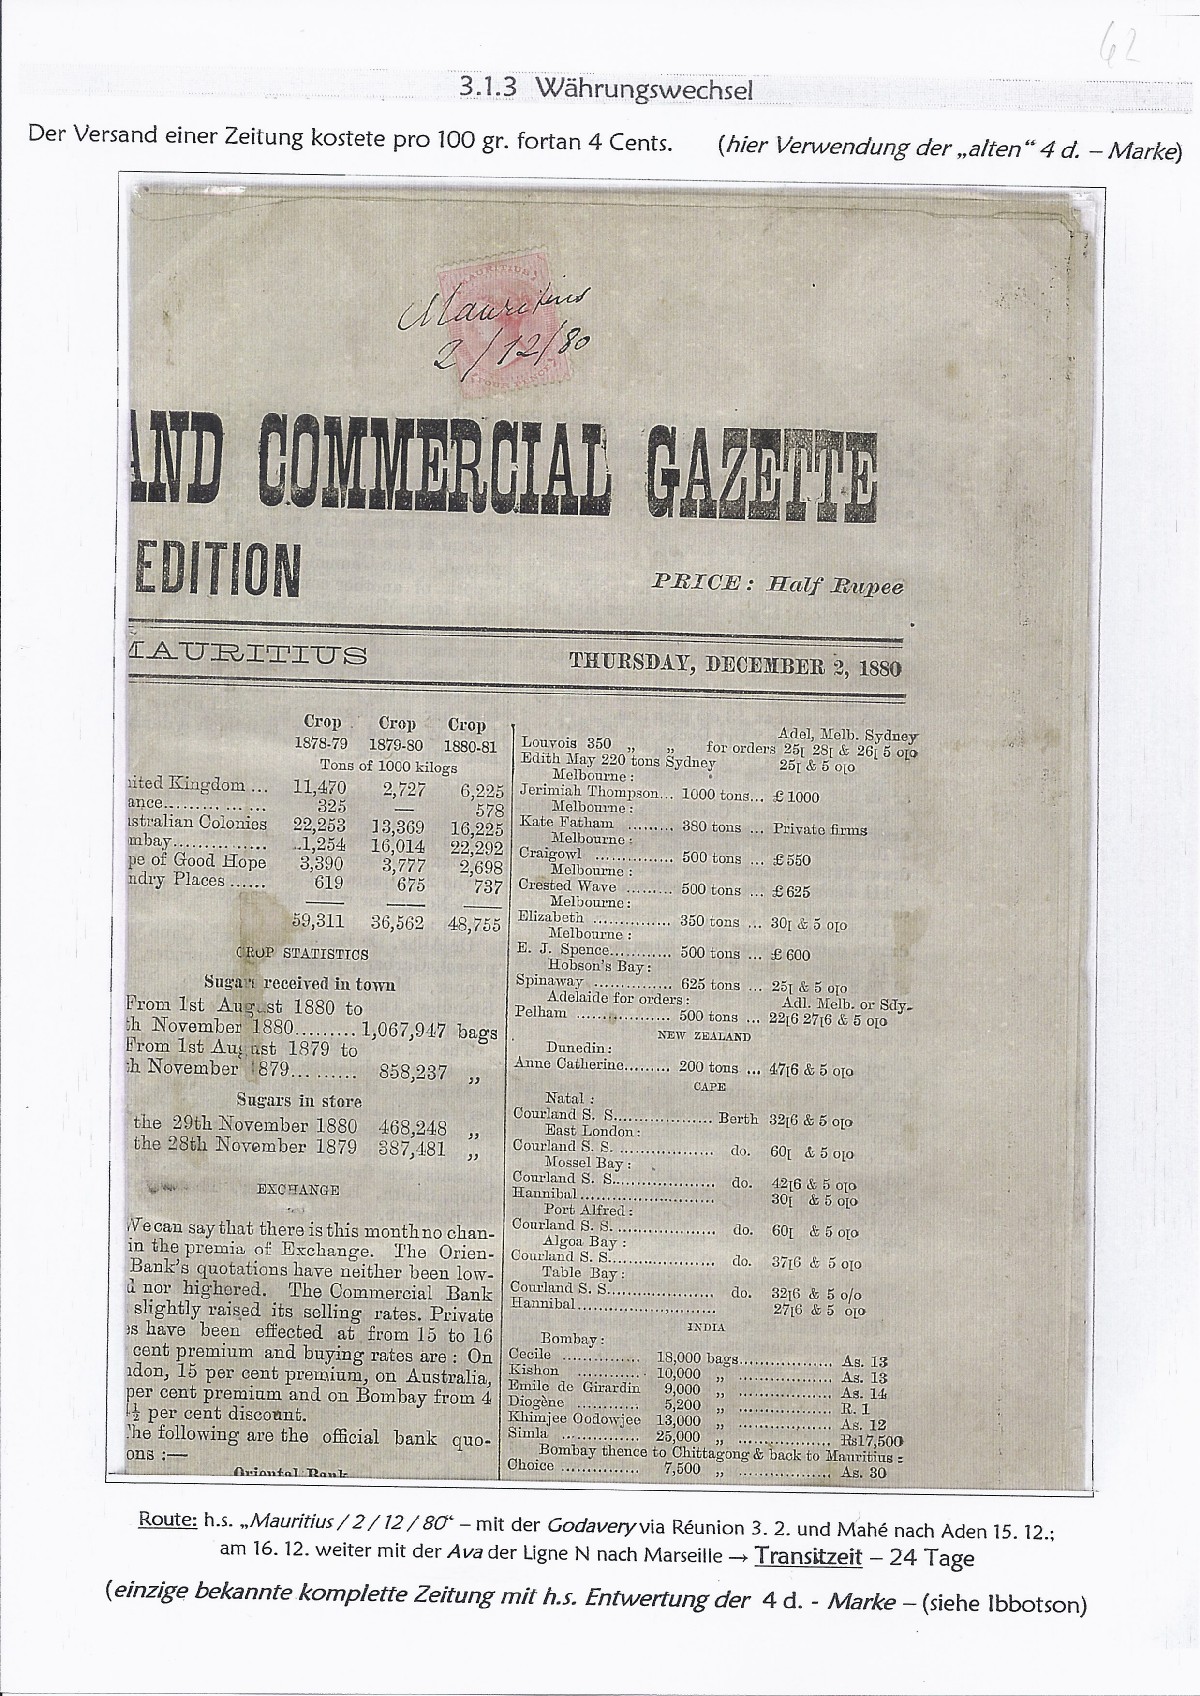 62
3.1.3 Währungswechsel
Der Versand einer Zeitung kostete pro 100 gr. fortan 4 Cents. (hier Verwendung der „alten“ 4 d. – Marke)
MAURITIUS
Mauritius
2/12/80
FOUR PENCE
AND COMMERCIAL GAZETTE
EDITION
PRICE: Half Rupee
MAURITIUS
THURSDAY, DECEMBER 2, 1880
Crop Crop Crop
1878-79 1879-80 1880-81
Tons of 1000 kilogs
ited Kingdom ... 11,470 2,727 6,225
ance............ 325 — 578
stralian Colonies 22,253 13,369 16,225
mbay............ ..1,254 16,014 22,292
pe of Good Hope 3,390 3,777 2,698
ndry Places ...... 619 675 737
59,311 36,562 48,755
CROP STATISTICS
Sugar received in town
From 1st August 1880 to
h November 1880......... 1,067,947 bags
From 1st August 1879 to
h November 1879......... 858,237 „
Sugars in store
the 29th November 1880 468,248 „
the 28th November 1879 387,481 „
EXCHANGE
We can say that there is this month no chan-
in the premia of Exchange. The Orien-
Bank's quotations have neither been low-
d nor highered. The Commercial Bank
slightly raised its selling rates. Private
es have been effected at from 15 to 16
cent premium and buying rates are : On
ndon, 15 per cent premium, on Australia,
per cent premium and on Bombay from 4
½ per cent discount.
The following are the official bank quo-
ons :—
Oriental Bank
Adel, Melb. Sydney
Louvois 350 „ „ for orders 25[ 28[ & 26[ 5 o[o
Edith May 220 tons Sydney 25[ & 5 o[o
Melbourne :
Jerimiah Thompson... 1000 tons... £ 1000
Melbourne :
Kate Fatham ......... 380 tons ... Private firms
Melbourne :
Craigowl .............. 500 tons ... £ 550
Melbourne :
Crested Wave ......... 500 tons ... £ 625
Melbourne :
Elizabeth .............. 350 tons ... 30[ & 5 o[o
Melbourne :
E. J. Spence........... 500 tons ... £ 600
Hobson's Bay :
Spinaway .............. 625 tons ... 25[ & 5 o[o
Adelaide for orders : Adl. Melb. or Sdy-
Pelham ................ 500 tons ... 22[6 27[6 & 5 o[o
NEW ZEALAND
Dunedin :
Anne Catherine......... 200 tons ... 47[6 & 5 o[o
CAPE
Natal :
Courland S. S.................. Berth 32[6 & 5 o[o
East London :
Courland S. S. .................. do. 60[ & 5 o[o
Mossel Bay :
Courland S. S................... do. 42[6 & 5 o[o
Hannibal......................... 30[ & 5 o[o
Port Alfred :
Courland S. S................... do. 60[ & 5 o[o
Algoa Bay :
Courland S. S................... do. 37[6 & 5 o[o
Table Bay :
Courland S. S................... do. 32[6 & 5 o/o
Hannibal......................... 27[6 & 5 o[o
INDIA
Bombay :
Cecile .............. 18,000 bags................. As. 13
Kishon ............ 10,000 „ ................. As. 13
Emile de Girardin 9,000 „ ................. As. 14
Diogène ........... 5,200 „ ................. R. 1
Khimjee Oodowjee 13,000 „ ................. As. 12
Simla .............. 25,000 „ ................. Rs17,500
Bombay thence to Chittagong & back to Mauritius :
Choice .............. 7,500 „ ................. As. 30
Route: h.s. „Mauritius / 2 / 12 / 80“ – mit der Godavery via Réunion 3. 2. und Mahé nach Aden 15. 12.;
am 16. 12. weiter mit der Ava der Ligne N nach Marseille → Transitzeit – 24 Tage
(einzige bekannte komplette Zeitung mit h.s. Entwertung der 4 d. - Marke – (siehe Ibbotson)